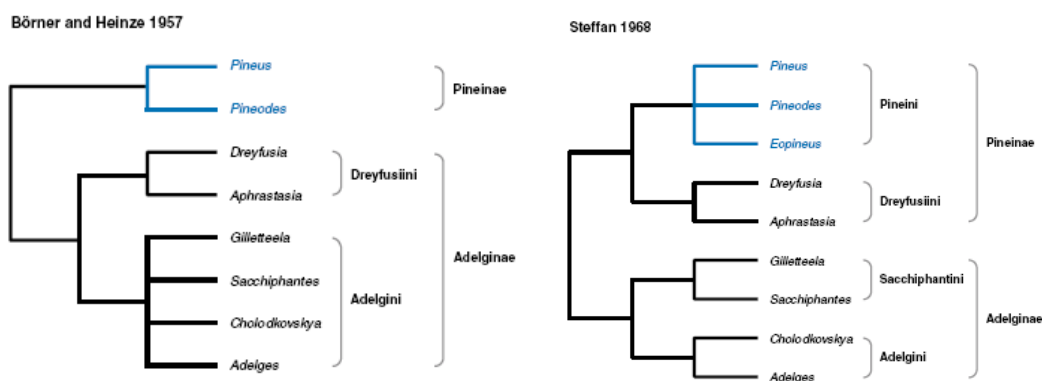 Börner and Heinze 1957
Pineus
Pineodes
Pineinae
Dreyfusia
Aphrastasia
Dreyfusiini
Gilletteela
Sacchiphantes
Cholodkovskya
Adelges
Adelgini
Adelginae
Steffan 1968
Pineus
Pineodes
Eopineus
Pineini
Dreyfusia
Aphrastasia
Dreyfusiini
Pineinae
Gilletteela
Sacchiphantes
Sacchiphantini
Cholodkovskya
Adelges
Adelgini
Adelginae